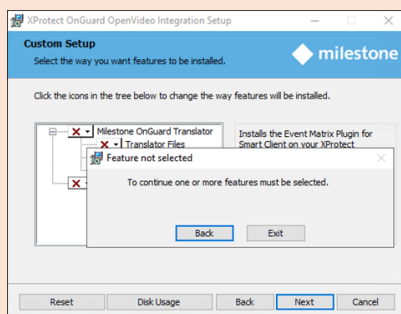 XProtect OnGuard OpenVideo Integration Setup
Custom Setup
Select the way you want features to be installed.
milestone
Click the icons in the tree below to change the way features will be installed.
Milestone OnGuard Translator
Translator Files
Installs the Event Matrix Plugin for
Smart Client on your XProtect
Feature not selected
To continue one or more features must be selected.
Back
Exit
Reset
Disk Usage
Back
Next
Cancel